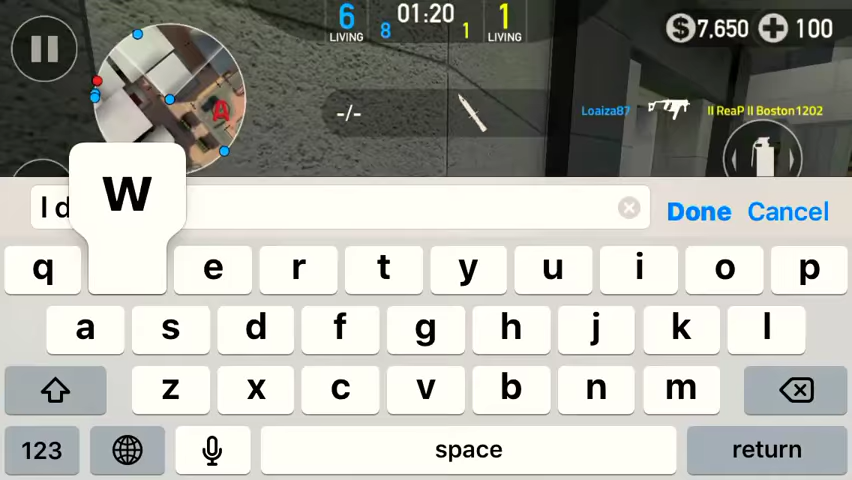 6 01:20 1
LIVING 8 1 LIVING
$7,650 + 100
A
-/-
Loaiza87 II ReaP II Boston1202
I d
w
Done Cancel
q e r t y u i o p
a s d f g h j k l
z x c v b n m
123 space return